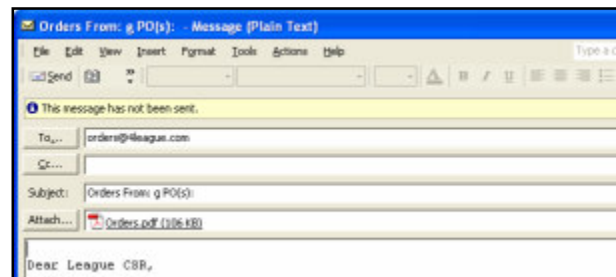 Orders From: g PO(s): - Message (Plain Text)
File Edit View Insert Format Tools Actions Help Type a
Send
A B I U
This message has not been sent.
To... orders@4league.com
Cc...
Subject: Orders From: g PO(s):
Attach... Orders.pdf (106 KB)
Dear League CSR,